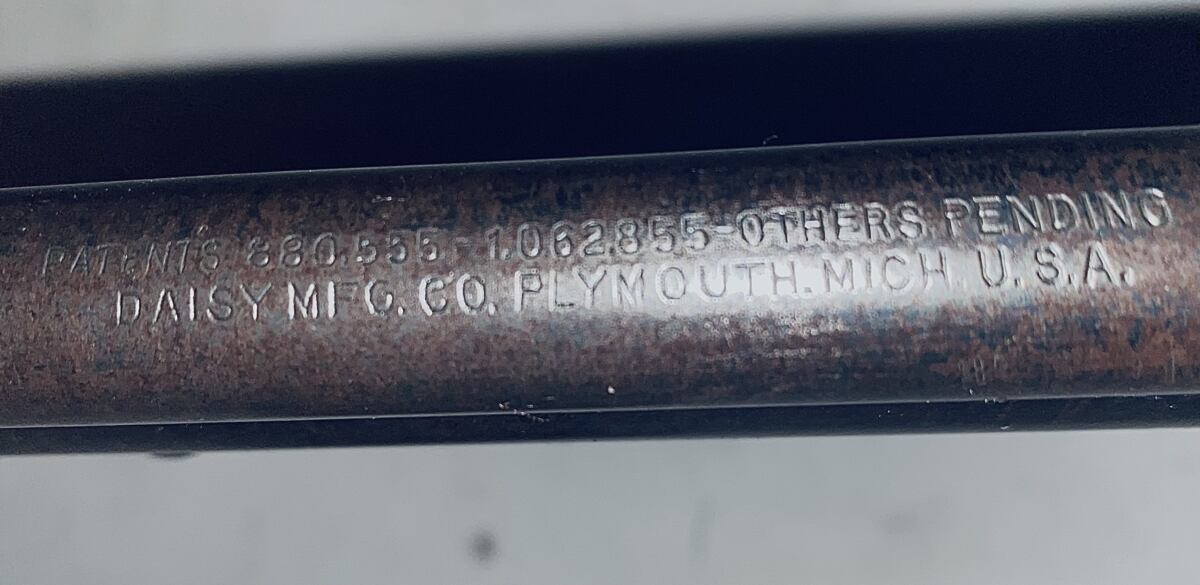 PATENTS 880.555-1.062.855-OTHERS PENDING
DAISY MFG. CO. PLYMOUTH. MICH. U.S.A.